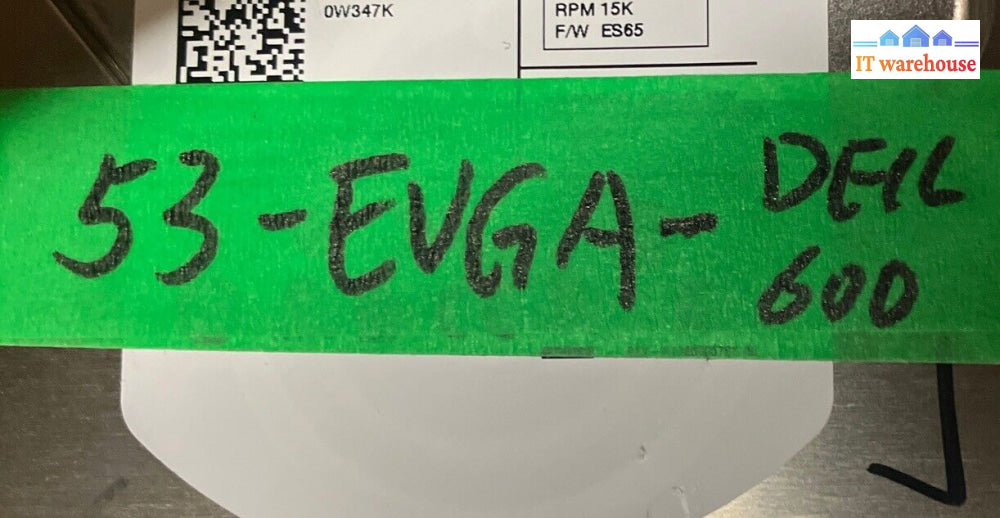 0W347K
RPM 15K
F/W ES65
IT warehouse
53-EVGA-DELL
600